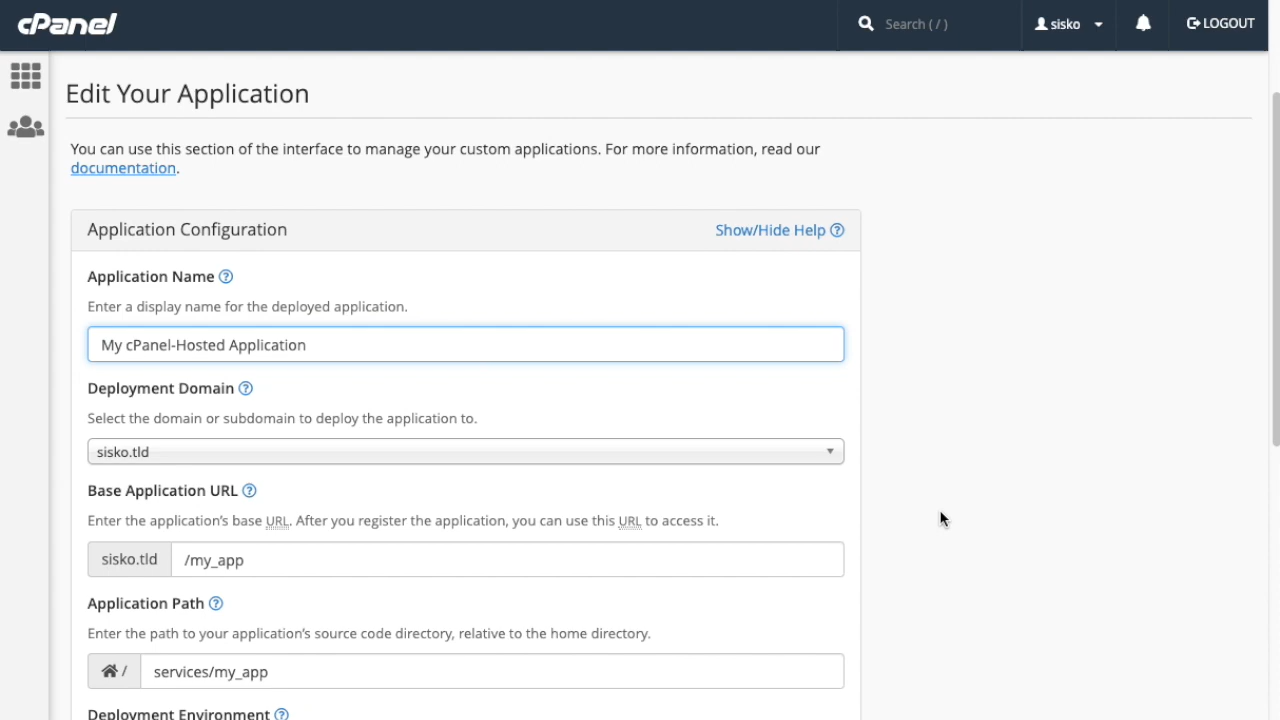 cPanel
Search ( / )
sisko
LOGOUT
Edit Your Application
You can use this section of the interface to manage your custom applications. For more information, read our
documentation.
Application Configuration
Show/Hide Help
Application Name
Enter a display name for the deployed application.
My cPanel-Hosted Application
Deployment Domain
Select the domain or subdomain to deploy the application to.
sisko.tld
Base Application URL
Enter the application's base URL. After you register the application, you can use this URL to access it.
sisko.tld /my_app
Application Path
Enter the path to your application's source code directory, relative to the home directory.
/ services/my_app
Deployment Environment